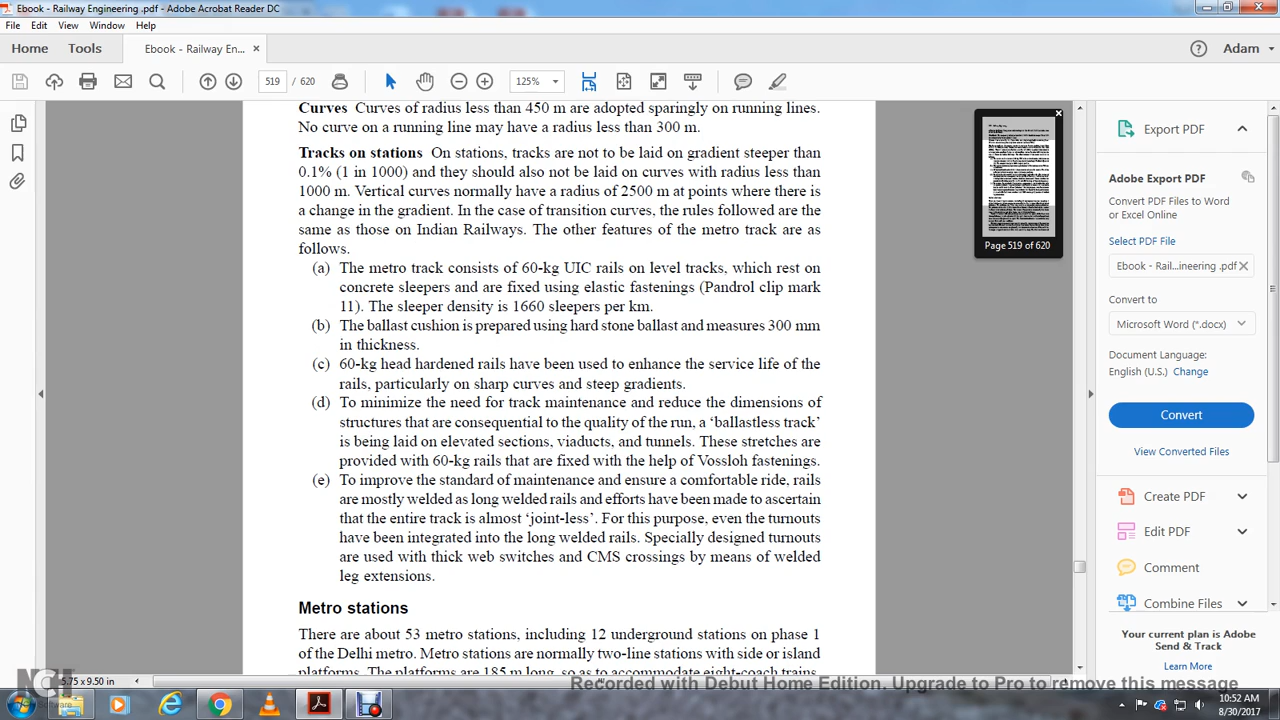 Ebook - Railway Engineering .pdf - Adobe Acrobat Reader DC
File Edit View Window Help
Home Tools Ebook - Railway En... × Adam
519 / 620 125%
Curves Curves of radius less than 450 m are adopted sparingly on running lines.
No curve on a running line may have a radius less than 300 m.
Tracks on stations On stations, tracks are not to be laid on gradient steeper than
.1% (1 in 1000) and they should also not be laid on curves with radius less than
1000 m. Vertical curves normally have a radius of 2500 m at points where there is
a change in the gradient. In the case of transition curves, the rules followed are the
same as those on Indian Railways. The other features of the metro track are as
follows.
(a) The metro track consists of 60-kg UIC rails on level tracks, which rest on
concrete sleepers and are fixed using elastic fastenings (Pandrol clip mark
11). The sleeper density is 1660 sleepers per km.
(b) The ballast cushion is prepared using hard stone ballast and measures 300 mm
in thickness.
(c) 60-kg head hardened rails have been used to enhance the service life of the
rails, particularly on sharp curves and steep gradients.
(d) To minimize the need for track maintenance and reduce the dimensions of
structures that are consequential to the quality of the run, a ‘ballastless track’
is being laid on elevated sections, viaducts, and tunnels. These stretches are
provided with 60-kg rails that are fixed with the help of Vossloh fastenings.
(e) To improve the standard of maintenance and ensure a comfortable ride, rails
are mostly welded as long welded rails and efforts have been made to ascertain
that the entire track is almost ‘joint-less’. For this purpose, even the turnouts
have been integrated into the long welded rails. Specially designed turnouts
are used with thick web switches and CMS crossings by means of welded
leg extensions.
Metro stations
There are about 53 metro stations, including 12 underground stations on phase 1
of the Delhi metro. Metro stations are normally two-line stations with side or island
platforms. The platforms are 185 m long, so as to accommodate eight-coach trains.
Page 519 of 620
Export PDF
Adobe Export PDF
Convert PDF Files to Word
or Excel Online
Select PDF File
Ebook - Rail...ineering .pdf
Convert to
Microsoft Word (*.docx)
Document Language:
English (U.S.) Change
Convert
View Converted Files
Create PDF
Edit PDF
Comment
Combine Files
Your current plan is Adobe
Send & Track
Learn More
5.75 x 9.50 in
NCH
Software
Recorded with Debut Home Edition. Upgrade to Pro to remove this message
10:52 AM
8/30/2017